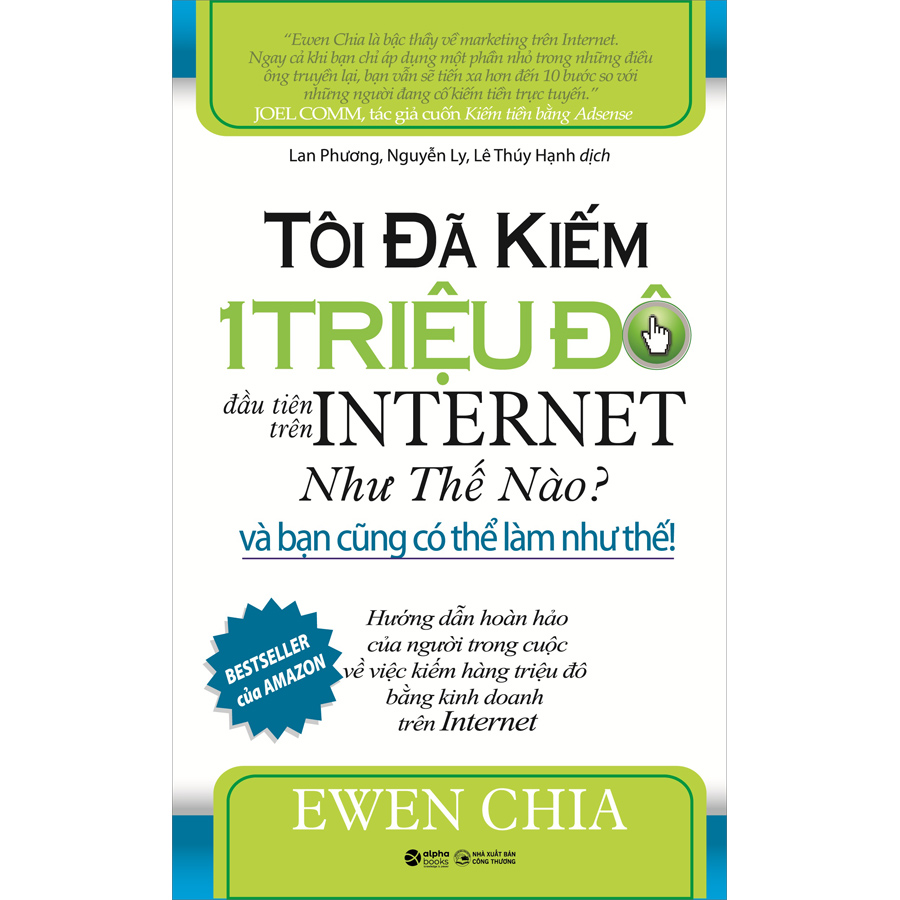 “Ewen Chia là bậc thầy về marketing trên Internet.
Ngay cả khi bạn chỉ áp dụng một phần nhỏ trong những điều
ông truyền lại, bạn vẫn sẽ tiến xa hơn đến 10 bước so với
những người đang cố kiếm tiền trực tuyến.”
JOEL COMM, tác giả cuốn Kiếm tiền bằng Adsense
Lan Phương, Nguyễn Ly, Lê Thúy Hạnh dịch
TÔI ĐÃ KIẾM
1 TRIỆU ĐÔ
đầu tiên
trên INTERNET
Như Thế Nào?
và bạn cũng có thể làm như thế!
BESTSELLER
của AMAZON
Hướng dẫn hoàn hảo
của người trong cuộc
về việc kiếm hàng triệu đô
bằng kinh doanh
trên Internet
EWEN CHIA
alpha
books
NHÀ XUẤT BẢN
CÔNG THƯƠNG